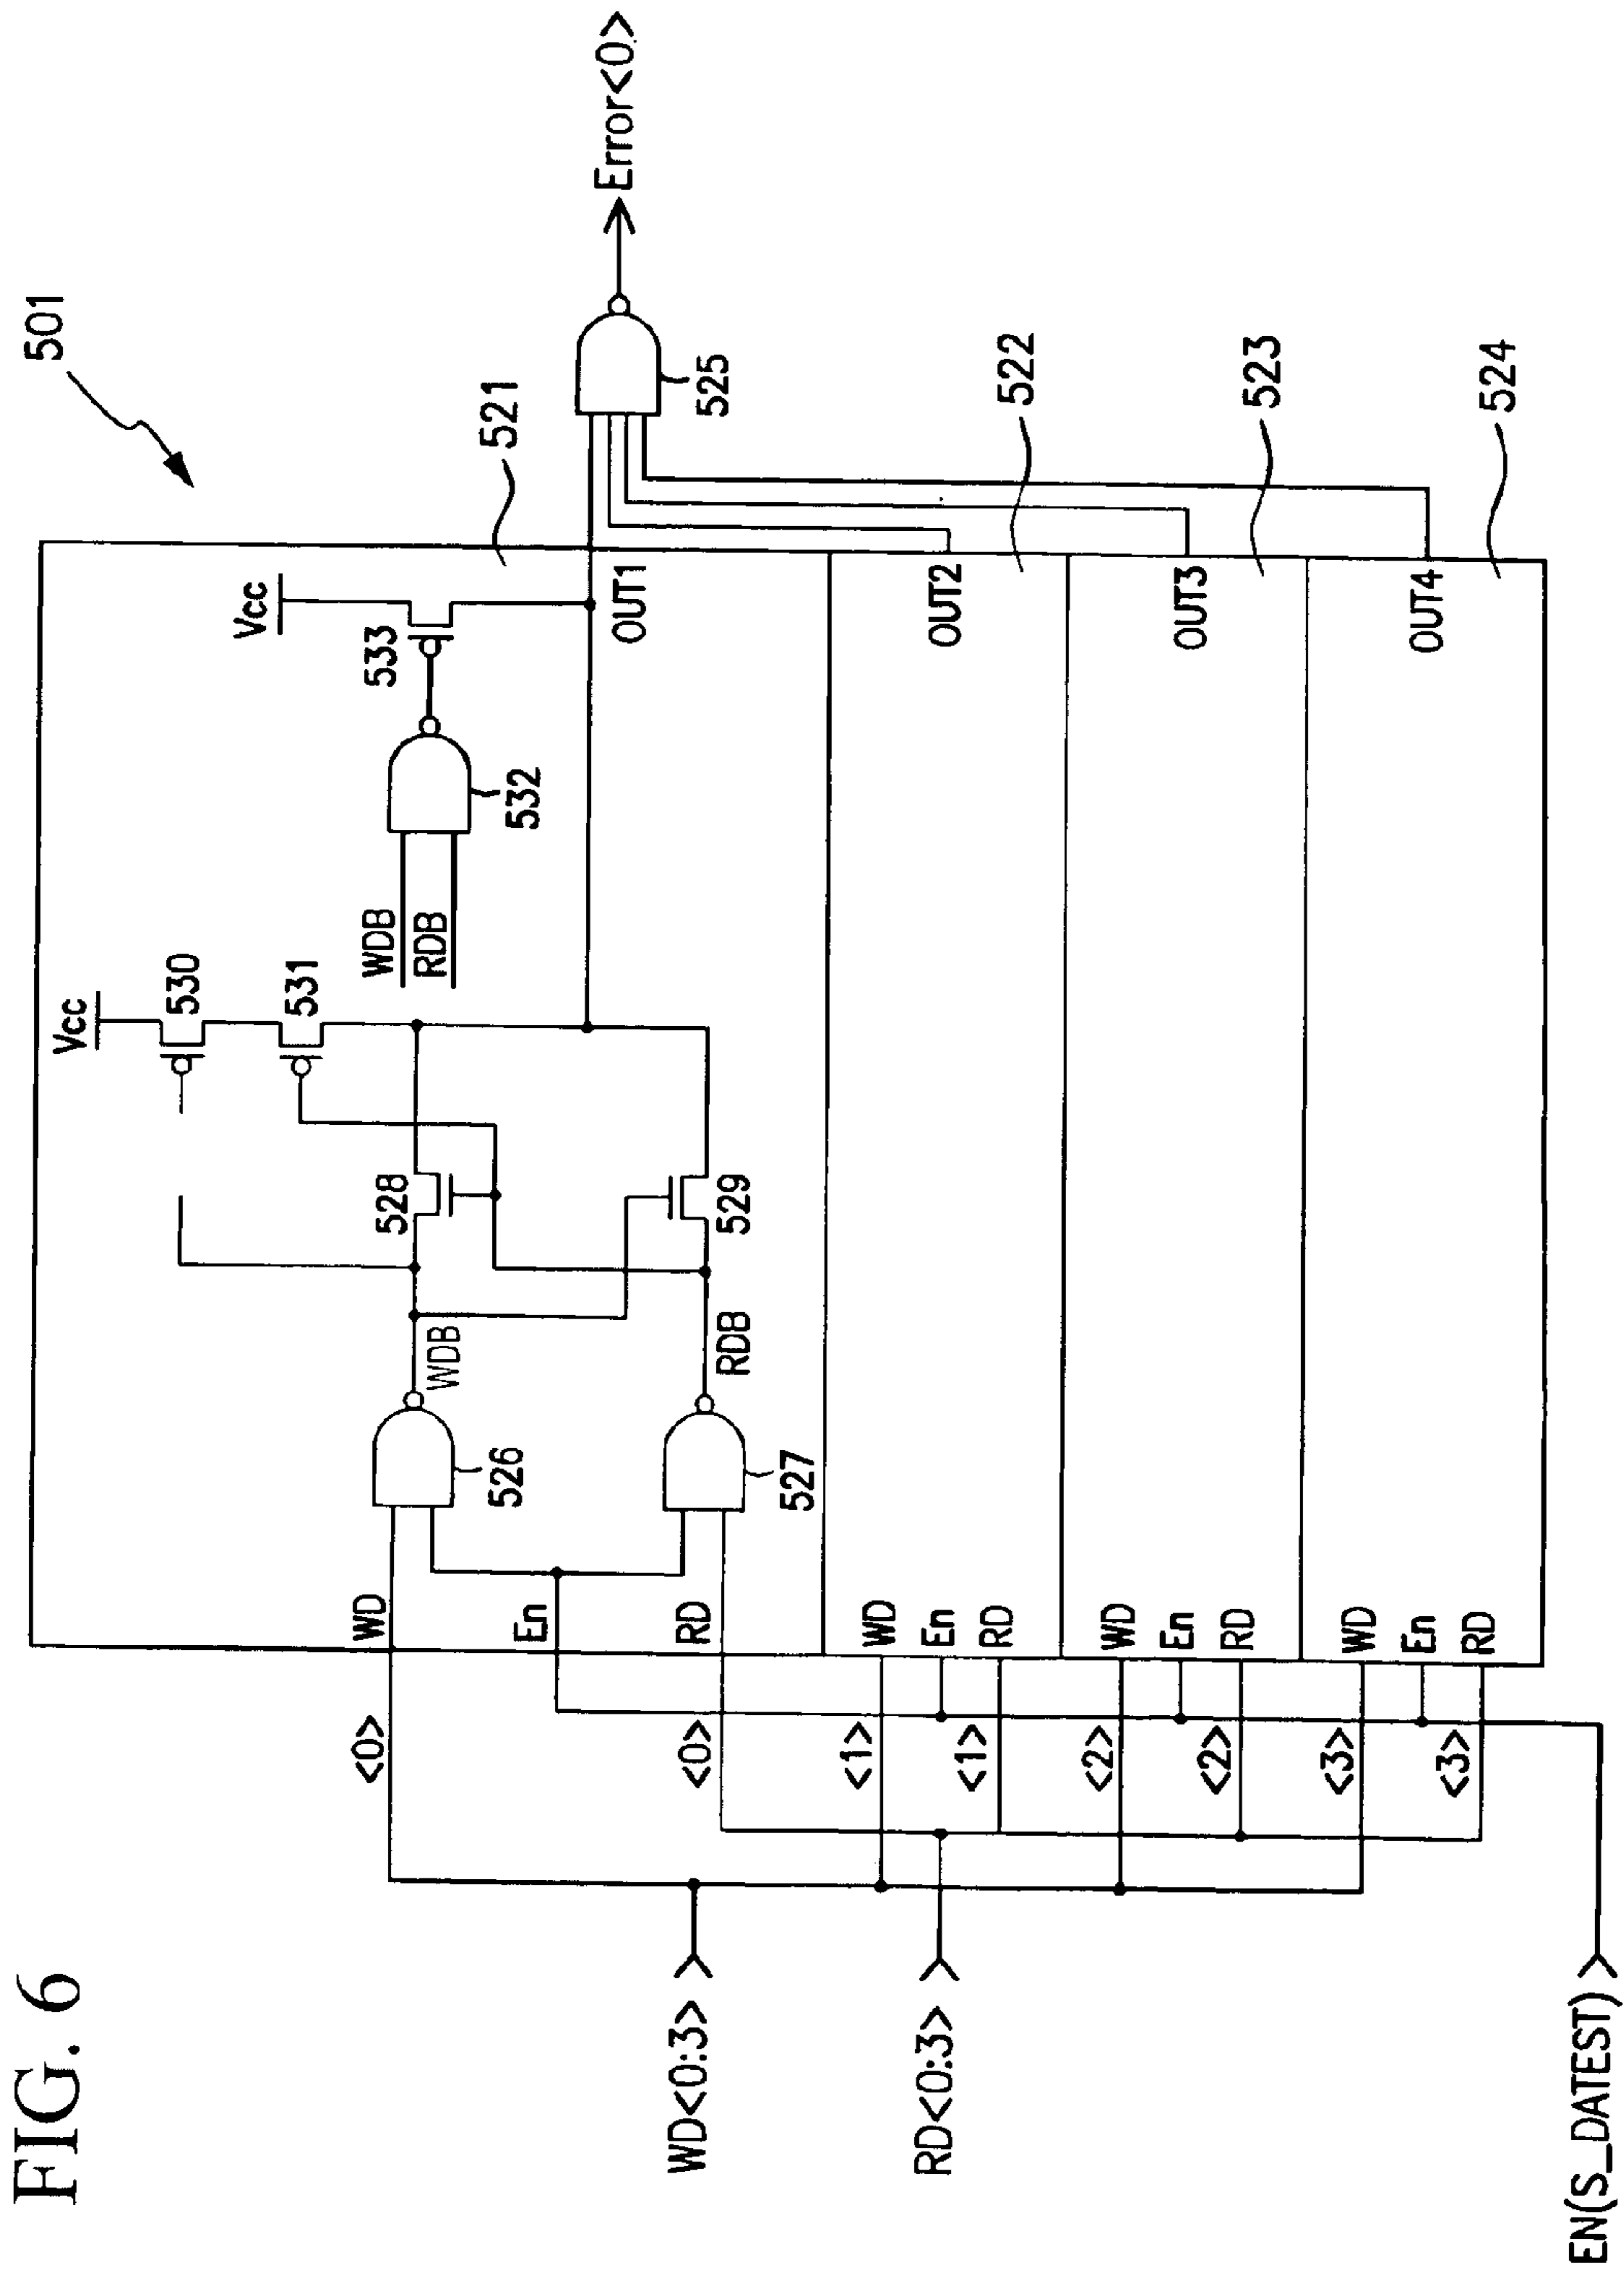 FIG. 6
501
521
Vcc
530
531
Vcc
533
WDB
RDB
532
528
529
WDB
RDB
526
527
OUT1
525
Error<0>
WD<0:3>
RD<0:3>
EN(S_DATEST)
<0>
WD
En
<0>
RD
<1>
WD
En
<1>
RD
OUT2
522
<2>
WD
En
<2>
RD
OUT3
523
<3>
WD
En
<3>
RD
OUT4
524